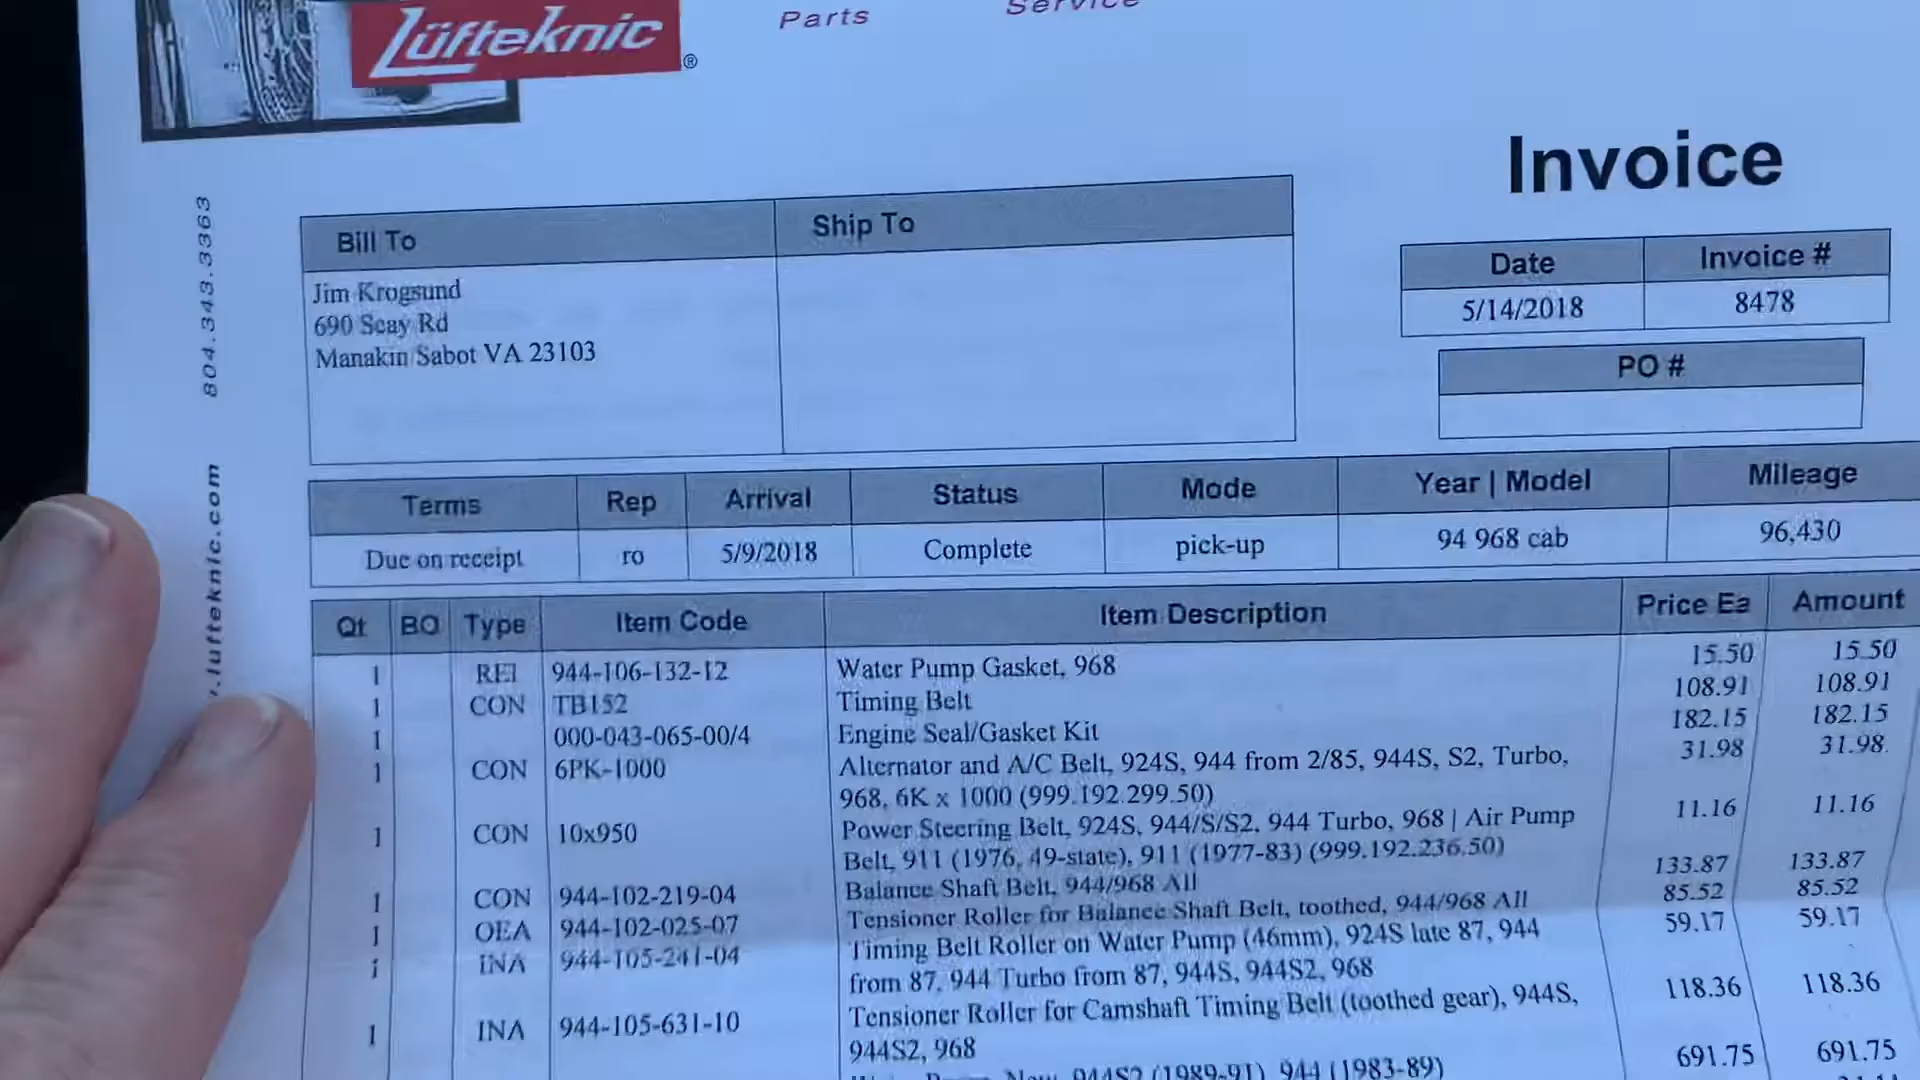 Lüfteknic ®
Parts Service
Invoice
804.343.3363
.lufteknic.com
Bill To
Ship To
Jim Krogsund
690 Seay Rd
Manakin Sabot VA 23103
Date Invoice #
5/14/2018 8478
PO #
Terms Rep Arrival Status Mode Year | Model Mileage
Due on receipt ro 5/9/2018 Complete pick-up 94 968 cab 96,430
Qt BO Type Item Code Item Description Price Ea Amount
1 REI 944-106-132-12 Water Pump Gasket, 968 15.50 15.50
1 CON TB152 Timing Belt 108.91 108.91
1 000-043-065-00/4 Engine Seal/Gasket Kit 182.15 182.15
1 CON 6PK-1000 Alternator and A/C Belt, 924S, 944 from 2/85, 944S, S2, Turbo, 31.98 31.98
968, 6K x 1000 (999.192.299.50)
1 CON 10x950 Power Steering Belt, 924S, 944/S/S2, 944 Turbo, 968 | Air Pump 11.16 11.16
Belt, 911 (1976, 49-state), 911 (1977-83) (999.192.236.50)
1 CON 944-102-219-04 Balance Shaft Belt, 944/968 All 133.87 133.87
1 OEA 944-102-025-07 Tensioner Roller for Balance Shaft Belt, toothed, 944/968 All 85.52 85.52
1 INA 944-105-241-04 Timing Belt Roller on Water Pump (46mm), 924S late 87, 944 59.17 59.17
from 87, 944 Turbo from 87, 944S, 944S2, 968
1 INA 944-105-631-10 Tensioner Roller for Camshaft Timing Belt (toothed gear), 944S, 118.36 118.36
944S2, 968
944S2 (1989-91), 944 (1983-89) 691.75 691.75